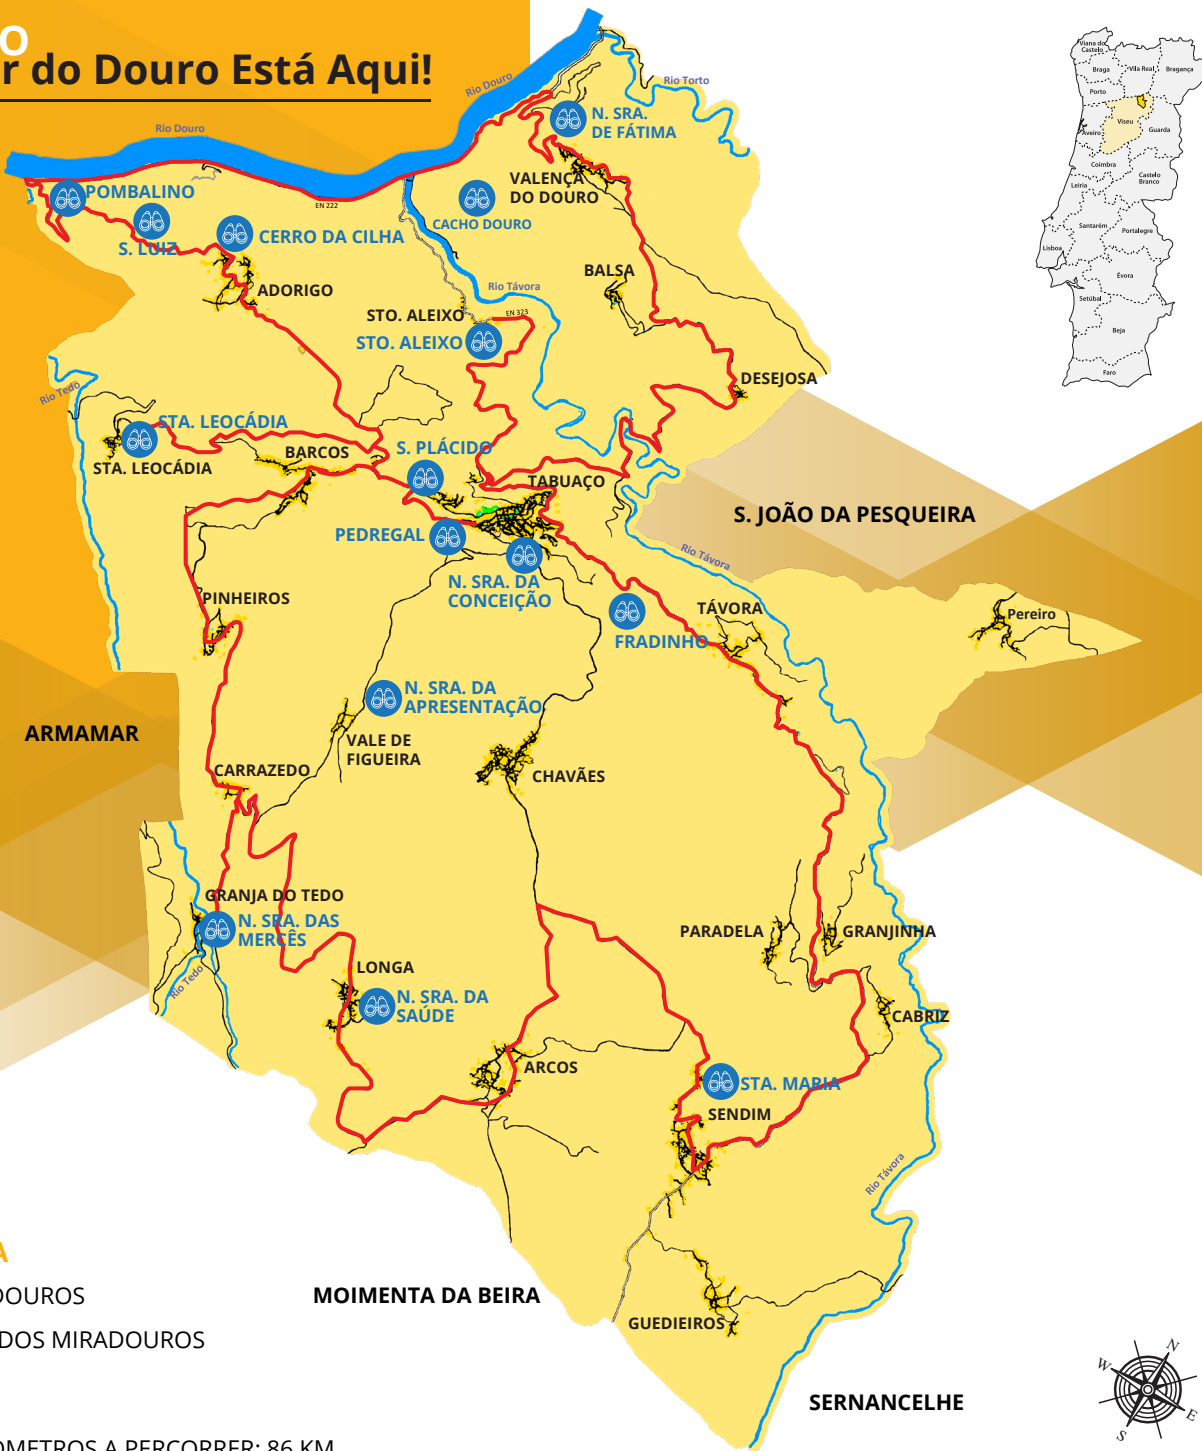 O
r do Douro Está Aqui!
Viana do
Castelo
Braga
Vila Real
Bragança
Porto
Viseu
Aveiro
Guarda
Coimbra
Castelo
Branco
Leiria
Santarém
Portalegre
Lisboa
Évora
Setúbal
Beja
Faro
Rio Douro
Rio Torto
Rio Douro
N. SRA.
DE FÁTIMA
VALENÇA
DO DOURO
POMBALINO
EN 222
CACHO DOURO
S. LUIZ
CERRO DA CILHA
ADORIGO
BALSA
Rio Távora
STO. ALEIXO
EN 323
STO. ALEIXO
DESEJOSA
Rio Tedo
STA. LEOCÁDIA
STA. LEOCÁDIA
BARCOS
S. PLÁCIDO
TABUAÇO
S. JOÃO DA PESQUEIRA
PEDREGAL
Rio Távora
N. SRA. DA
CONCEIÇÃO
PINHEIROS
TÁVORA
Pereiro
FRADINHO
N. SRA. DA
APRESENTAÇÃO
ARMAMAR
VALE DE
FIGUEIRA
CARRAZEDO
CHAVÃES
GRANJA DO TEDO
N. SRA. DAS
MERCÊS
PARADELA
GRANJINHA
Rio Tedo
LONGA
N. SRA. DA
SAÚDE
CABRIZ
ARCOS
STA. MARIA
SENDIM
Rio Távora
A
DOUROS
MOIMENTA DA BEIRA
GUEDIEIROS
DOS MIRADOUROS
SERNANCELHE
N
W
E
S
OMETROS A PERCORRER: 86 KM